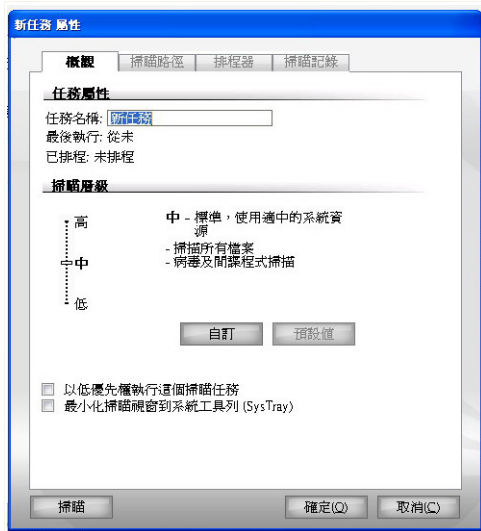 新任務 屬性
概觀 掃瞄路徑 排程器 掃瞄記錄
任務屬性
任務名稱: 新任務
最後執行: 從未
已排程: 未排程
掃瞄層級
高
中
低
中 - 標準，使用適中的系統資
源
- 掃描所有檔案
- 病毒及間諜程式掃描
自訂 預設值
以低優先權執行這個掃瞄任務
最小化掃瞄視窗到系統工具列 (SysTray)
掃瞄 確定(O) 取消(C)